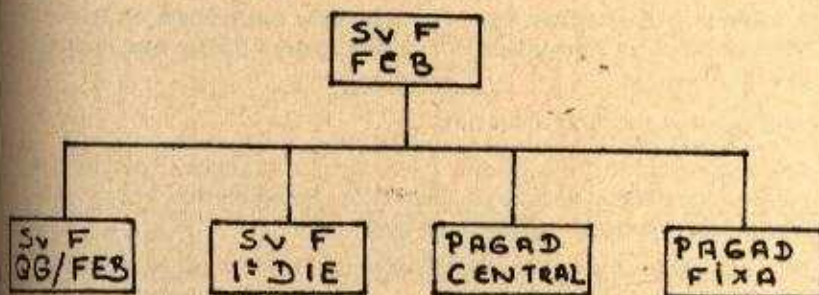 Sv F
FEB
Sv F
QG/FEB
Sv F
1ª DIE
PAGAD
CENTRAL
PAGAD
FIXA